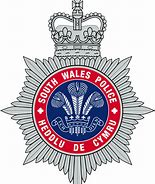 SOUTH WALES POLICE
HEDDLU DE CYMRU